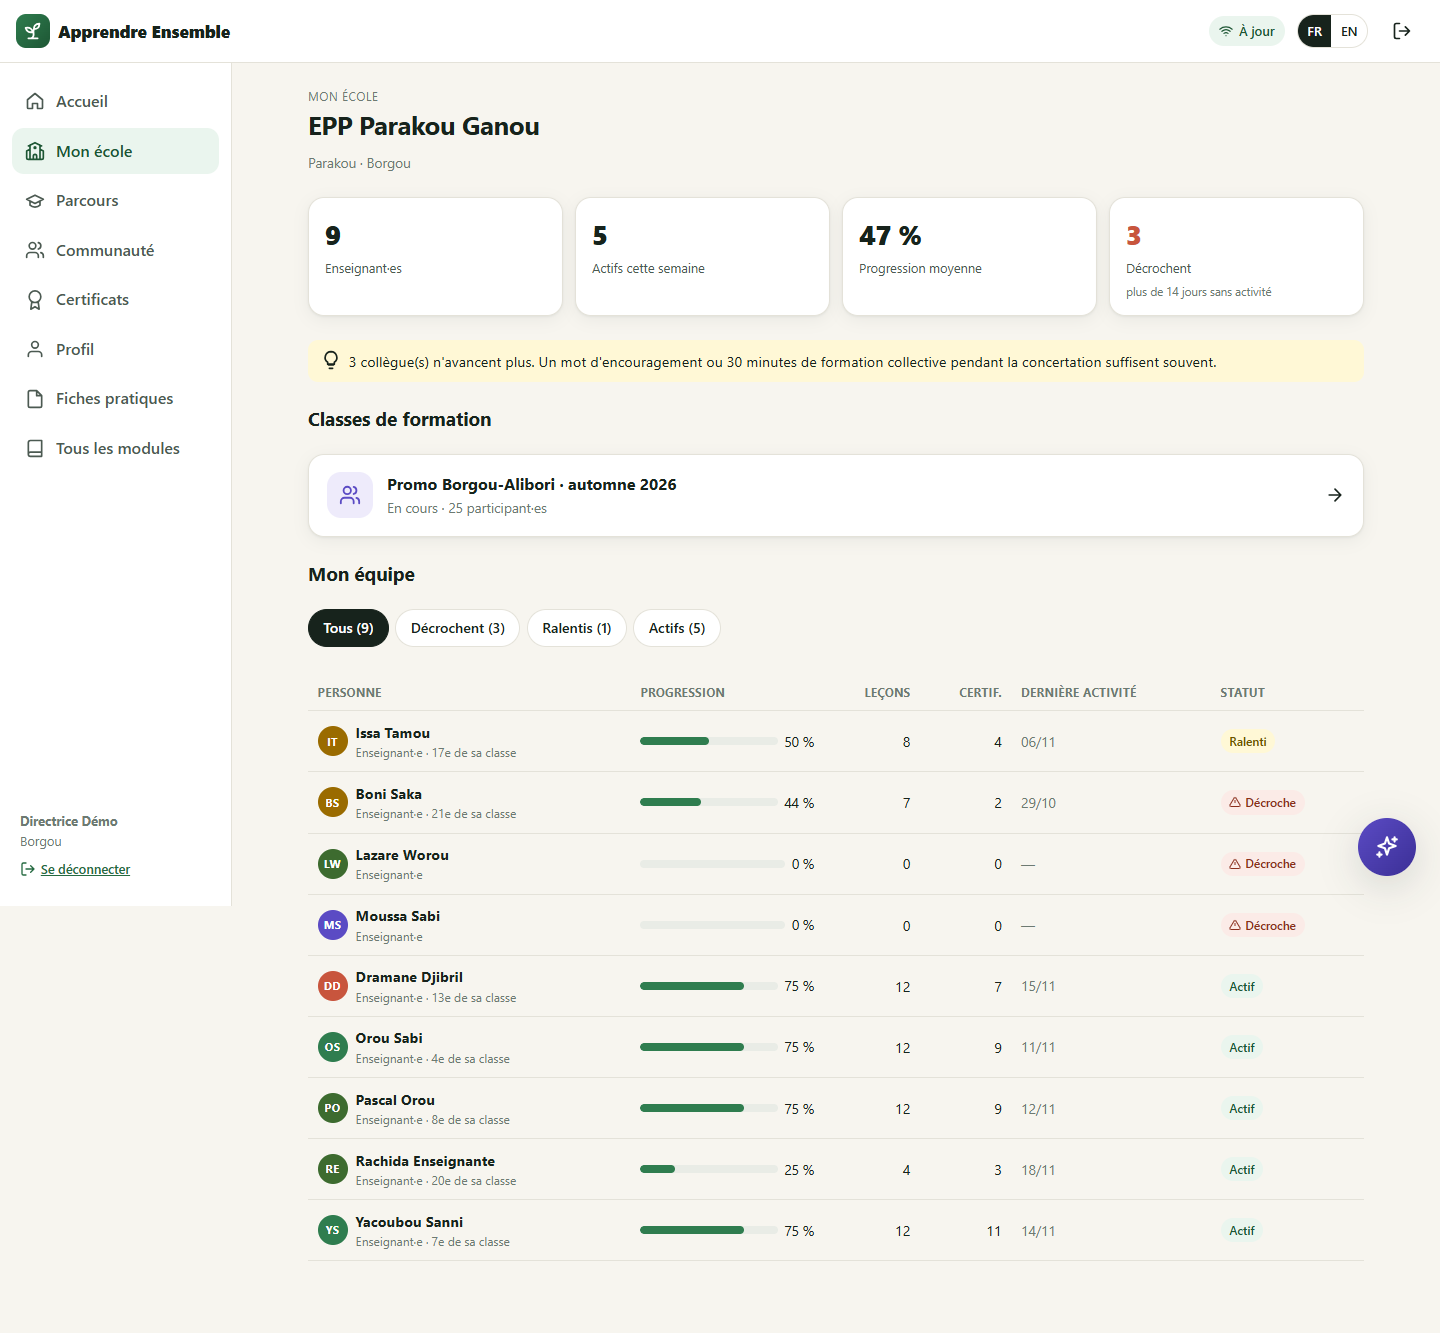 Apprendre Ensemble
À jour
FR
EN
Accueil
Mon école
Parcours
Communauté
Certificats
Profil
Fiches pratiques
Tous les modules
Directrice Démo
Borgou
Se déconnecter
MON ÉCOLE
EPP Parakou Ganou
Parakou · Borgou
9
Enseignant·es
5
Actifs cette semaine
47 %
Progression moyenne
3
Décrochent
plus de 14 jours sans activité
3 collègue(s) n'avancent plus. Un mot d'encouragement ou 30 minutes de formation collective pendant la concertation suffisent souvent.
Classes de formation
Promo Borgou-Alibori · automne 2026
En cours · 25 participant·es
Mon équipe
Tous (9) Décrochent (3) Ralentis (1) Actifs (5)
PERSONNE PROGRESSION LEÇONS CERTIF. DERNIÈRE ACTIVITÉ STATUT
IT Issa Tamou 50 % 8 4 06/11 Ralenti
Enseignant·e · 17e de sa classe
BS Boni Saka 44 % 7 2 29/10 Décroche
Enseignant·e · 21e de sa classe
LW Lazare Worou 0 % 0 0 — Décroche
Enseignant·e
MS Moussa Sabi 0 % 0 0 — Décroche
Enseignant·e
DD Dramane Djibril 75 % 12 7 15/11 Actif
Enseignant·e · 13e de sa classe
OS Orou Sabi 75 % 12 9 11/11 Actif
Enseignant·e · 4e de sa classe
PO Pascal Orou 75 % 12 9 12/11 Actif
Enseignant·e · 8e de sa classe
RE Rachida Enseignante 25 % 4 3 18/11 Actif
Enseignant·e · 20e de sa classe
YS Yacoubou Sanni 75 % 12 11 14/11 Actif
Enseignant·e · 7e de sa classe